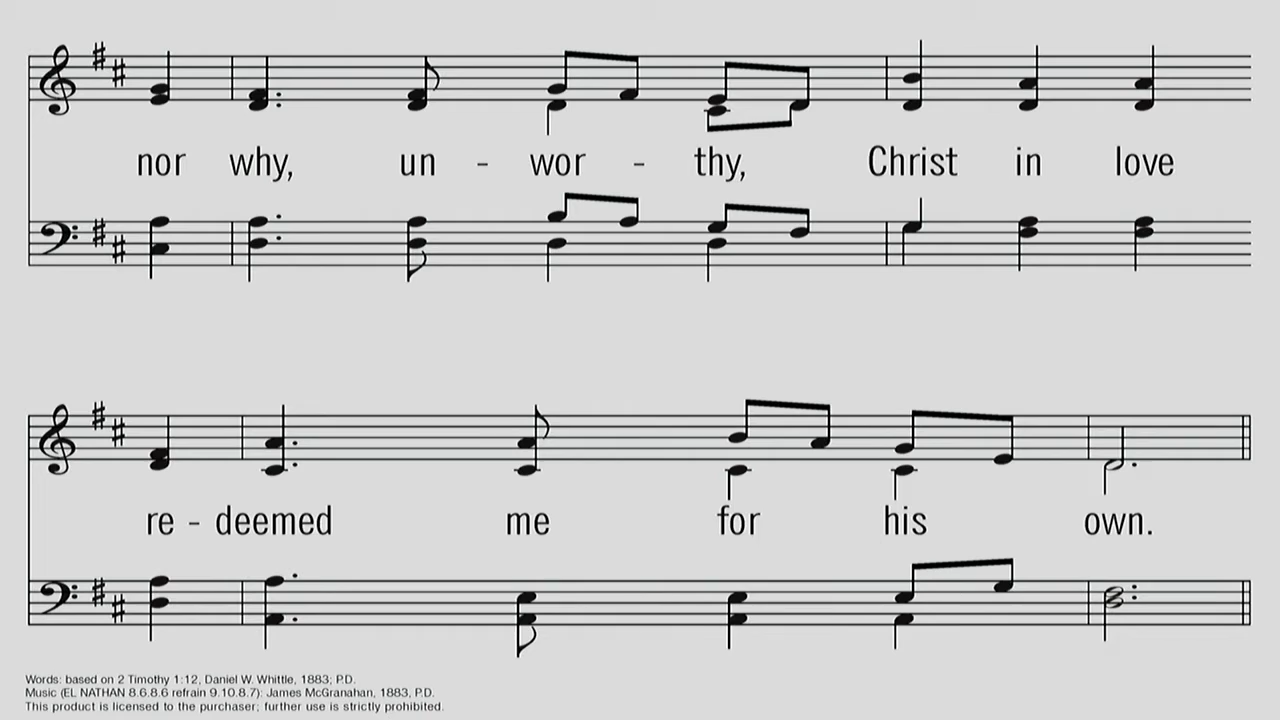 nor why, un - wor - thy, Christ in love
re - deemed me for his own.
Words: based on 2 Timothy 1:12, Daniel W. Whittle, 1883; P.D.
Music (EL NATHAN 8.6.8.6 refrain 9.10.8.7): James McGranahan, 1883, P.D.
This product is licensed to the purchaser; further use is strictly prohibited.